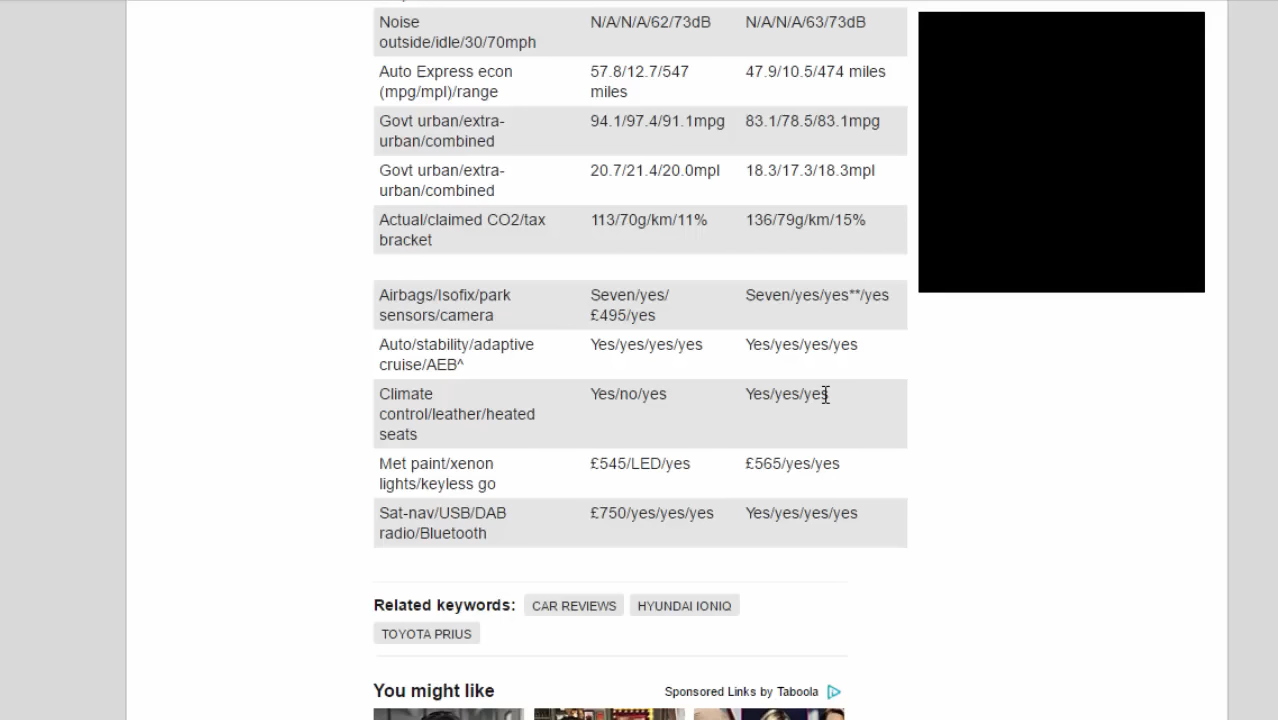 Noise N/A/N/A/62/73dB N/A/N/A/63/73dB
outside/idle/30/70mph
Auto Express econ 57.8/12.7/547 47.9/10.5/474 miles
(mpg/mpl)/range miles
Govt urban/extra- 94.1/97.4/91.1mpg 83.1/78.5/83.1mpg
urban/combined
Govt urban/extra- 20.7/21.4/20.0mpl 18.3/17.3/18.3mpl
urban/combined
Actual/claimed CO2/tax 113/70g/km/11% 136/79g/km/15%
bracket
Airbags/Isofix/park Seven/yes/ Seven/yes/yes**/yes
sensors/camera £495/yes
Auto/stability/adaptive Yes/yes/yes/yes Yes/yes/yes/yes
cruise/AEB^
Climate Yes/no/yes Yes/yes/yes
control/leather/heated
seats
Met paint/xenon £545/LED/yes £565/yes/yes
lights/keyless go
Sat-nav/USB/DAB £750/yes/yes/yes Yes/yes/yes/yes
radio/Bluetooth
Related keywords: CAR REVIEWS HYUNDAI IONIQ
TOYOTA PRIUS
You might like Sponsored Links by Taboola